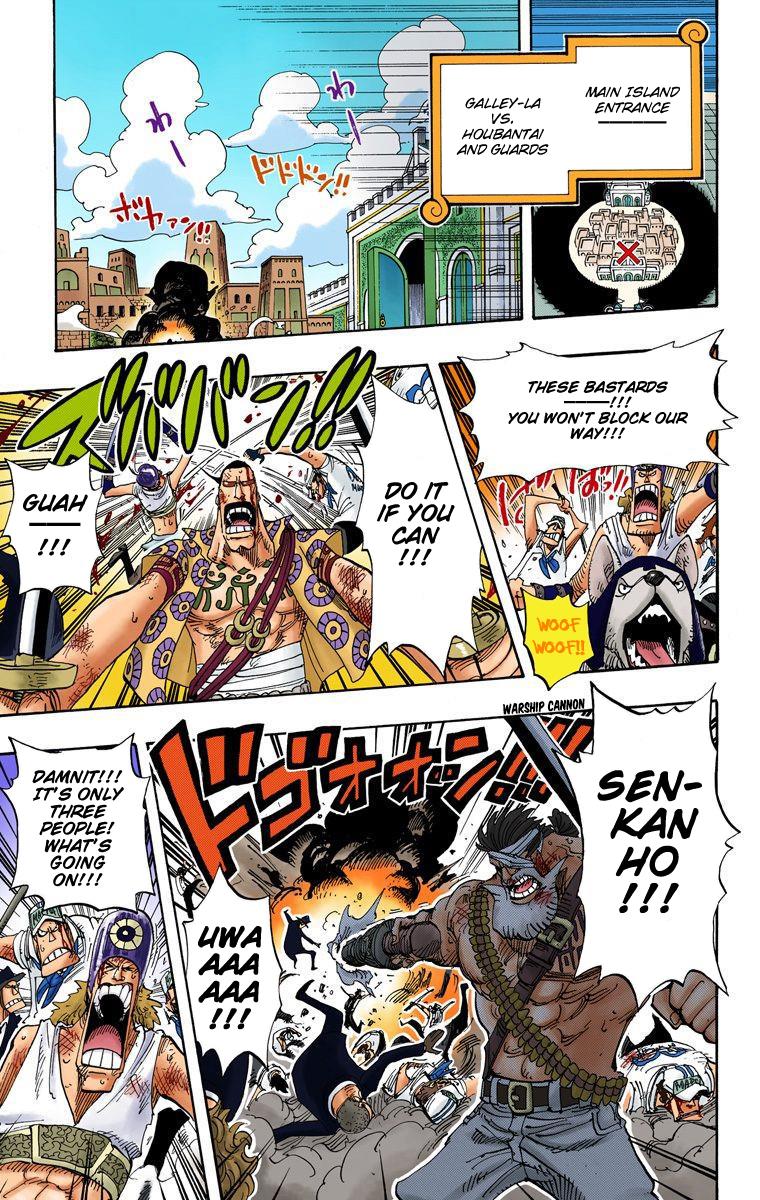 MAIN ISLAND
ENTRANCE
GALLEY-LA
VS.
HOUBANTAI
AND GUARDS
わー
わー
ドドドン!!
ボカァン!!
THESE BASTARDS
————!!!
YOU WON'T BLOCK OUR
WAY!!!
WOOF
WOOF!!
DO IT
IF YOU
CAN
!!!
ズババン!!
GUAH
———
!!!
WARSHIP CANNON
SEN-
KAN
HO
!!!
ドゴォオオ..ン!!!
UWA
AAA
AA
!!!
DAMNIT!!!
IT'S ONLY
THREE
PEOPLE!
WHAT'S
GOING
ON!!!